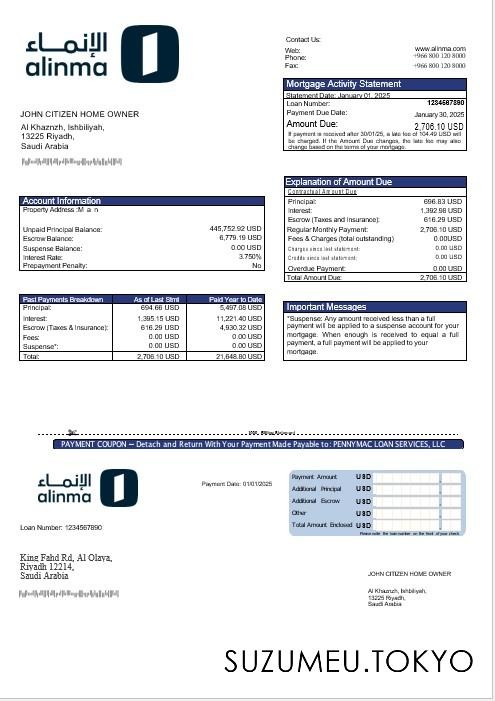 الإنماء
alinma
Contact Us:
Web: www.alinma.com
Phone: +966 800 120 8000
Fax: +966 800 120 8000
Mortgage Activity Statement
Statement Date: January 01, 2025
Loan Number: 1234567890
Payment Due Date: January 30, 2025
Amount Due: 2,706.10 USD
If payment is received after 30/01/25, a late fee of 104.49 USD will
be charged. If the Amount Due changes, the late fee may also
change based on the terms of your mortgage.
JOHN CITIZEN HOME OWNER
Al Khaznzh, Ishbiliyah,
13225 Riyadh,
Saudi Arabia
Account Information
Property Address :M a n
Unpaid Principal Balance: 445,752.92 USD
Escrow Balance: 6,779.19 USD
Suspense Balance: 0.00 USD
Interest Rate: 3.750%
Prepayment Penalty: No
Explanation of Amount Due
Contractual Amount Due
Principal: 696.83 USD
Interest: 1,392.98 USD
Escrow (Taxes and Insurance): 616.29 USD
Regular Monthly Payment: 2,706.10 USD
Fees & Charges (total outstanding) 0.00USD
Charges since last statement: 0.00 USD
Credits since last statement: 0.00 USD
Overdue Payment: 0.00 USD
Total Amount Due: 2,706.10 USD
Past Payments Breakdown As of Last Stmt Paid Year to Date
Principal: 694.66 USD 5,497.08 USD
Interest: 1,395.15 USD 11,221.40 USD
Escrow (Taxes & Insurance): 616.29 USD 4,930.32 USD
Fees: 0.00 USD 0.00 USD
Suspense*: 0.00 USD 0.00 USD
Total: 2,706.10 USD 21,648.80 USD
Important Messages
*Suspense: Any amount received less than a full
payment will be applied to a suspense account for your
mortgage. When enough is received to equal a full
payment, a full payment will be applied to your
mortgage.
PAYMENT COUPON – Detach and Return With Your Payment Made Payable to: PENNYMAC LOAN SERVICES, LLC
الإنماء
alinma
Payment Date: 01/01/2025
Payment Amount USD
Additional Principal USD
Additional Escrow USD
Other USD
Total Amount Enclosed USD
Please write the loan number on the front of your check.
Loan Number: 1234567890
King Fahd Rd, Al Olaya,
Riyadh 12214,
Saudi Arabia
JOHN CITIZEN HOME OWNER
Al Khaznzh, Ishbiliyah,
13225 Riyadh,
Saudi Arabia
SUZUMEU.TOKYO